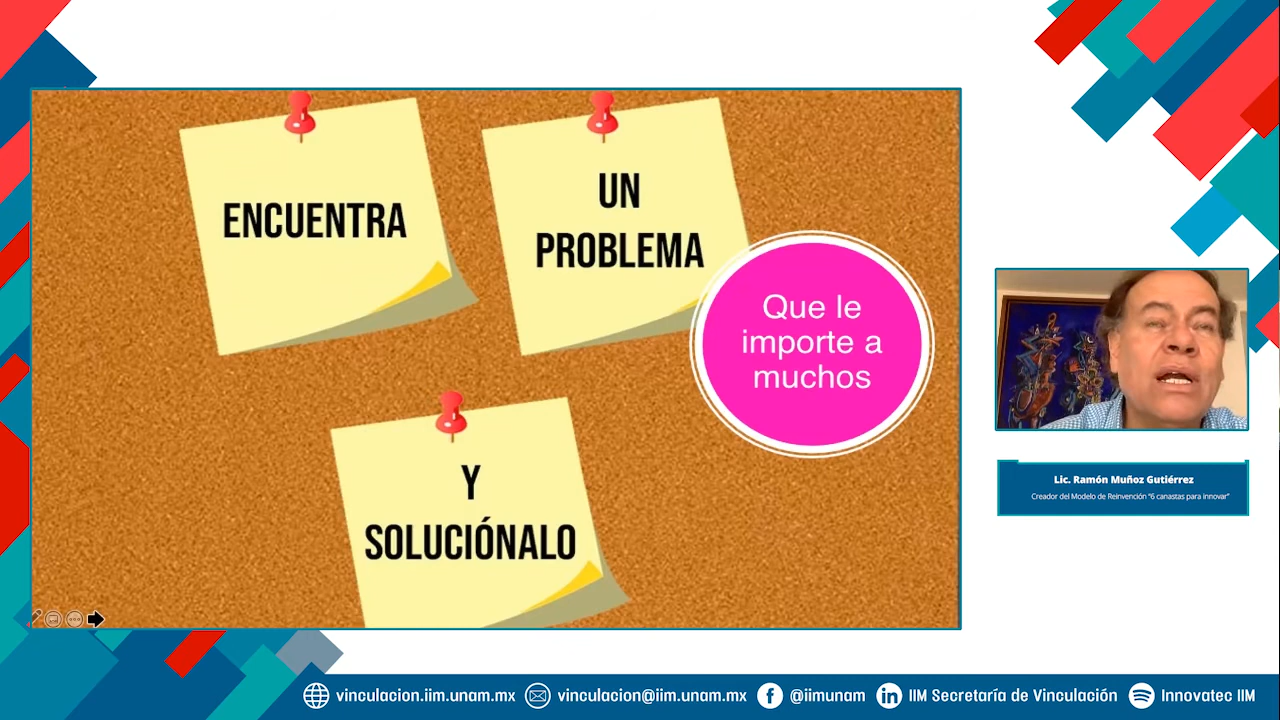 ENCUENTRA
UN
PROBLEMA
Que le
importe a
muchos
Y
SOLUCIÓNALO
Lic. Ramón Muñoz Gutiérrez
Creador del Modelo de Reinvención "6 canastas para innovar"
vinculacion.iim.unam.mx
vinculacion@iim.unam.mx
@iimunam
IIM Secretaría de Vinculación
Innovatec IIM